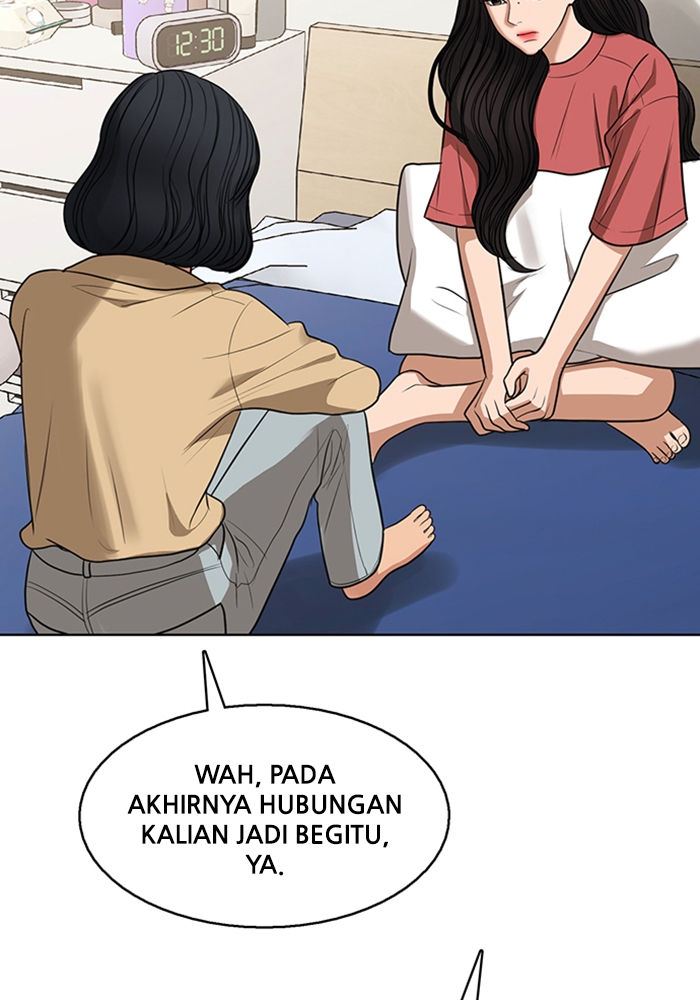 12:30
WAH, PADA
AKHIRNYA HUBUNGAN
KALIAN JADI BEGITU,
YA.